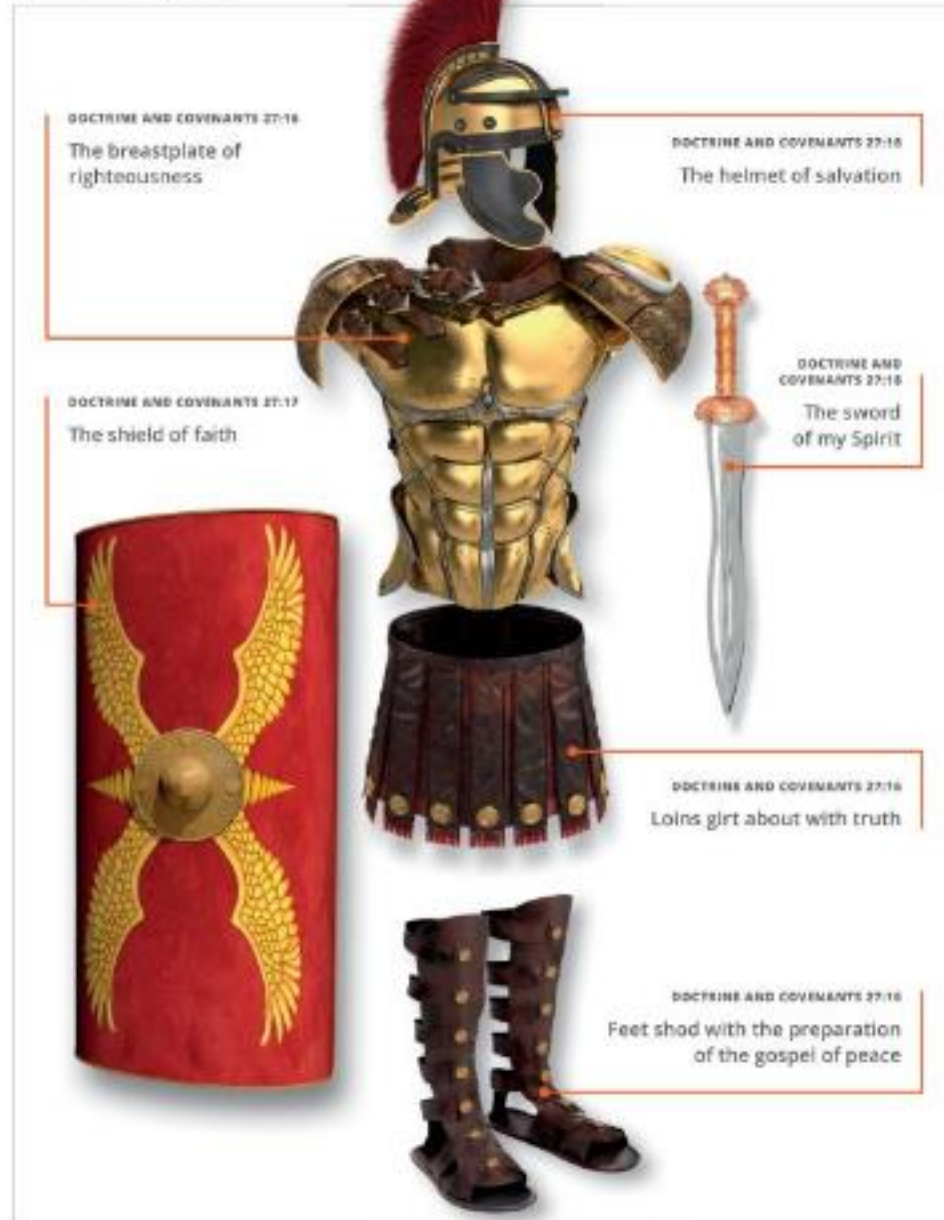 DOCTRINE AND COVENANTS 27:16
The breastplate of
righteousness
DOCTRINE AND COVENANTS 27:18
The helmet of salvation
DOCTRINE AND
COVENANTS 27:18
The sword
of my Spirit
DOCTRINE AND COVENANTS 27:17
The shield of faith
DOCTRINE AND COVENANTS 27:16
Loins girt about with truth
DOCTRINE AND COVENANTS 27:16
Feet shod with the preparation
of the gospel of peace